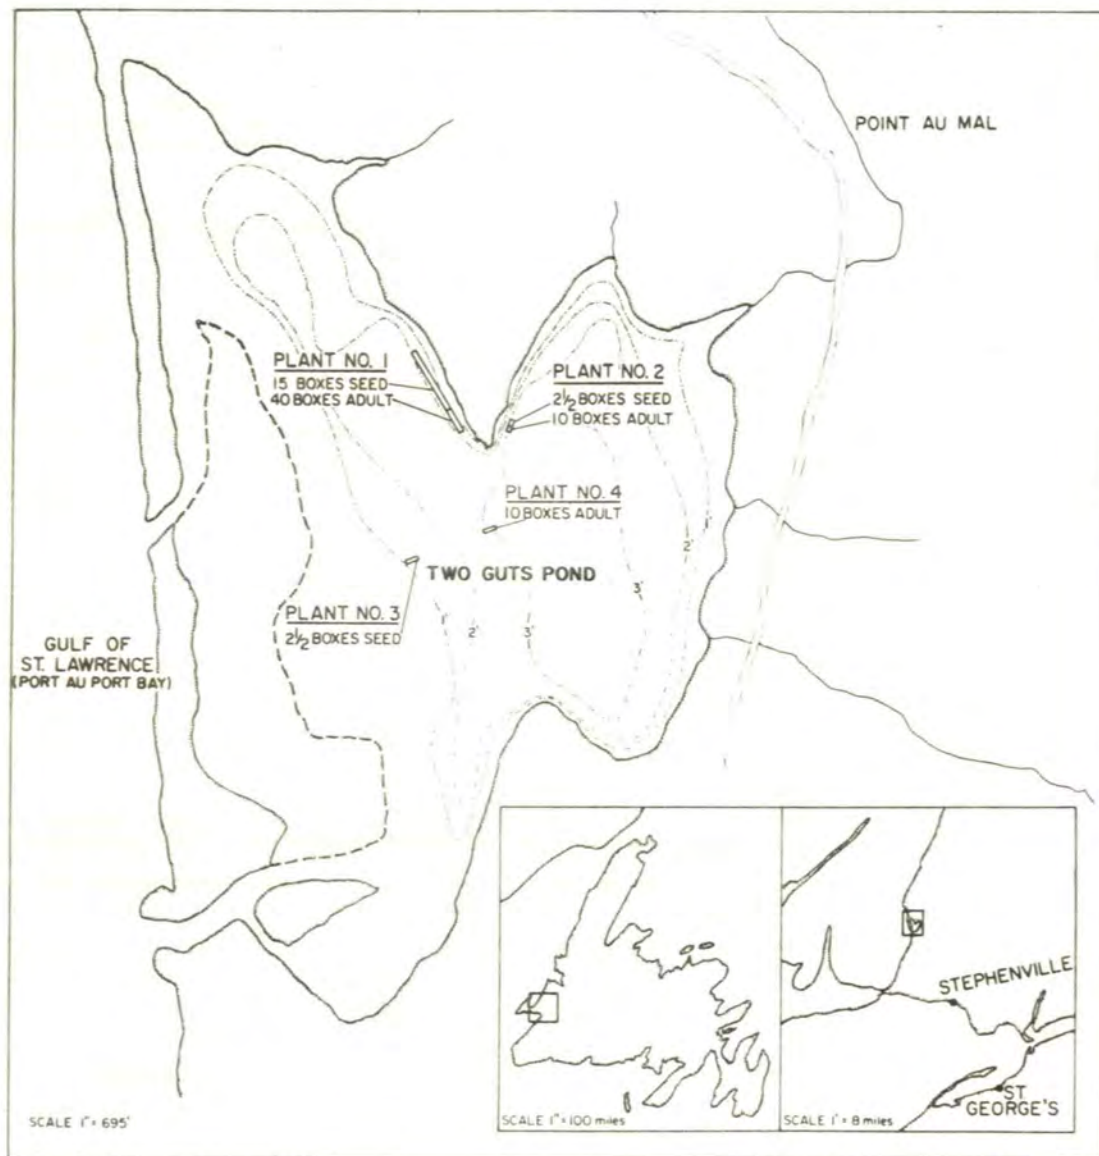 POINT AU MAL
PLANT NO. 1
15 BOXES SEED
40 BOXES ADULT
PLANT NO. 2
2½ BOXES SEED
10 BOXES ADULT
PLANT NO. 4
10 BOXES ADULT
TWO GUTS POND
PLANT NO. 3
2½ BOXES SEED
1'
2'
3'
3'
2'
1'
GULF OF
ST. LAWRENCE
(PORT AU PORT BAY)
STEPHENVILLE
ST
GEORGE'S
SCALE 1" = 695'
SCALE 1" = 100 miles
SCALE 1" = 8 miles